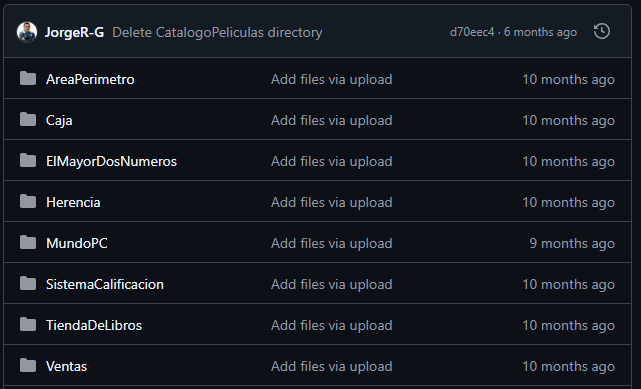 JorgeR-G Delete CatalogoPeliculas directory d70eec4 · 6 months ago
AreaPerimetro Add files via upload 10 months ago
Caja Add files via upload 10 months ago
ElMayorDosNumeros Add files via upload 10 months ago
Herencia Add files via upload 10 months ago
MundoPC Add files via upload 9 months ago
SistemaCalificacion Add files via upload 10 months ago
TiendaDeLibros Add files via upload 10 months ago
Ventas Add files via upload 10 months ago